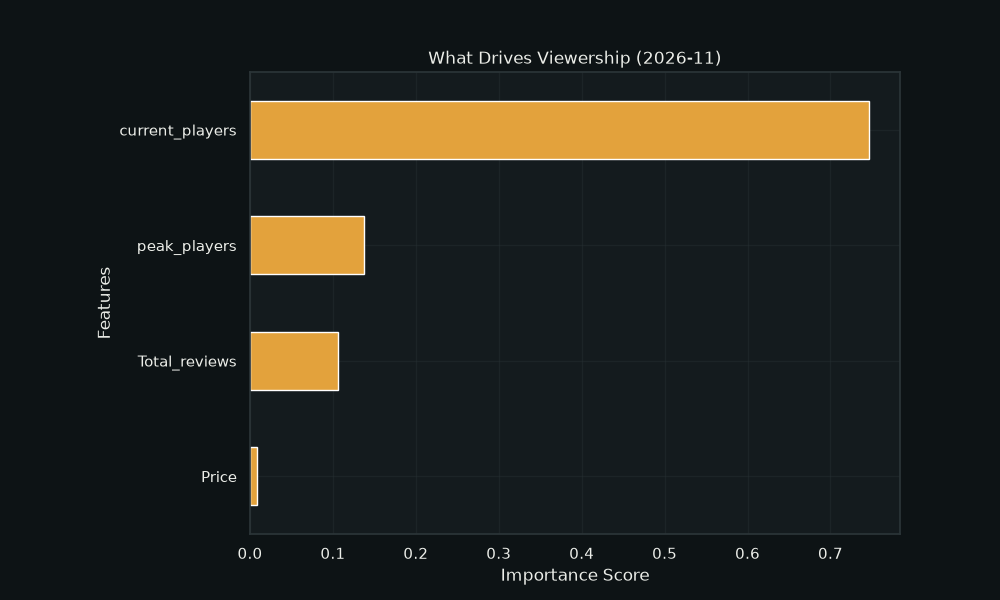 What Drives Viewership (2026-11)
current_players
peak_players
Total_reviews
Price
Features
0.0 0.1 0.2 0.3 0.4 0.5 0.6 0.7
Importance Score